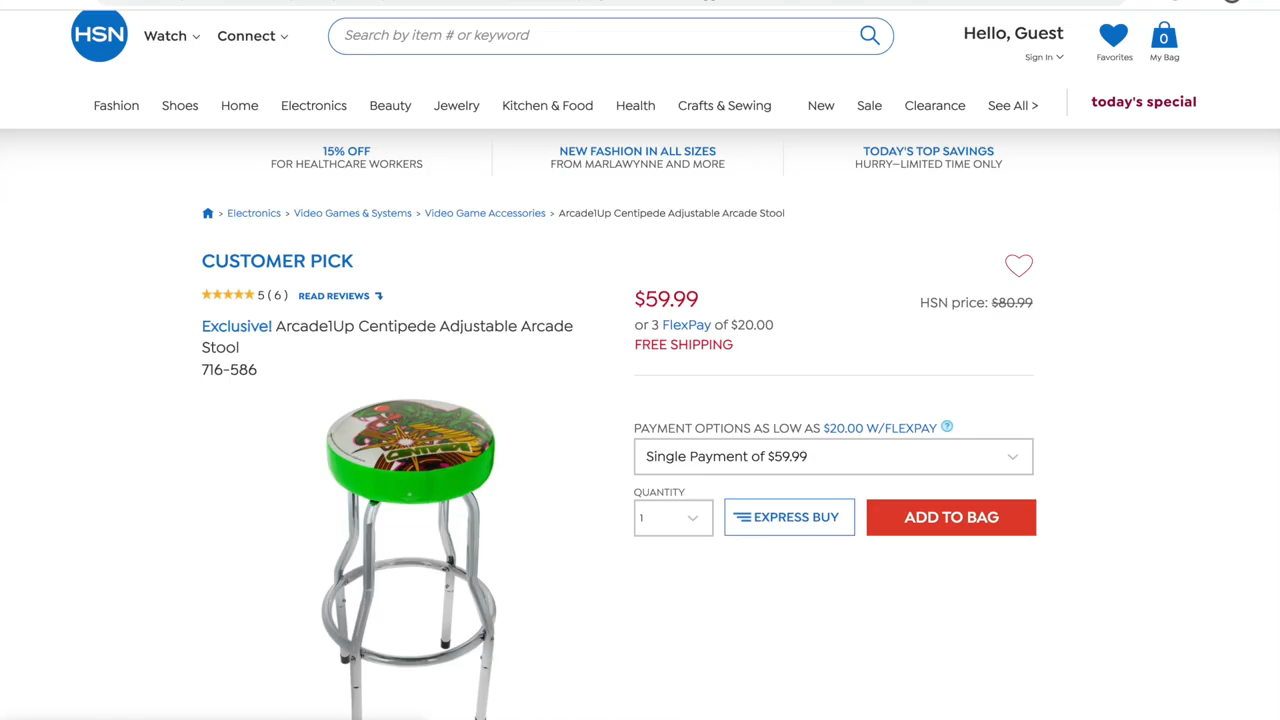 HSN
Watch
Connect
Search by item # or keyword
Hello, Guest
Sign In
Favorites
0
My Bag
Fashion
Shoes
Home
Electronics
Beauty
Jewelry
Kitchen & Food
Health
Crafts & Sewing
New
Sale
Clearance
See All >
today's special
15% OFF
FOR HEALTHCARE WORKERS
NEW FASHION IN ALL SIZES
FROM MARLAWYNNE AND MORE
TODAY'S TOP SAVINGS
HURRY—LIMITED TIME ONLY
> Electronics > Video Games & Systems > Video Game Accessories > Arcade1Up Centipede Adjustable Arcade Stool
CUSTOMER PICK
5 ( 6 ) READ REVIEWS
Exclusive! Arcade1Up Centipede Adjustable Arcade
Stool
716-586
$59.99
HSN price: $80.99
or 3 FlexPay of $20.00
FREE SHIPPING
PAYMENT OPTIONS AS LOW AS $20.00 W/FLEXPAY ?
Single Payment of $59.99
QUANTITY
1
EXPRESS BUY
ADD TO BAG